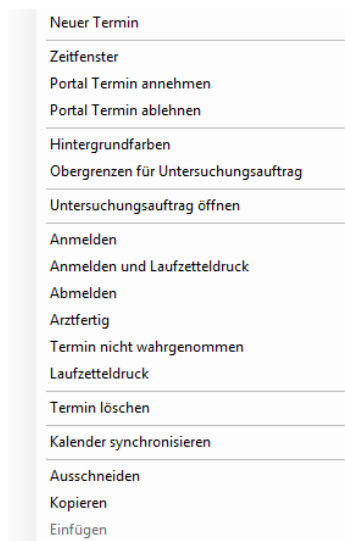 Neuer Termin
Zeitfenster
Portal Termin annehmen
Portal Termin ablehnen
Hintergrundfarben
Obergrenzen für Untersuchungsauftrag
Untersuchungsauftrag öffnen
Anmelden
Anmelden und Laufzetteldruck
Abmelden
Arztfertig
Termin nicht wahrgenommen
Laufzetteldruck
Termin löschen
Kalender synchronisieren
Ausschneiden
Kopieren
Einfügen